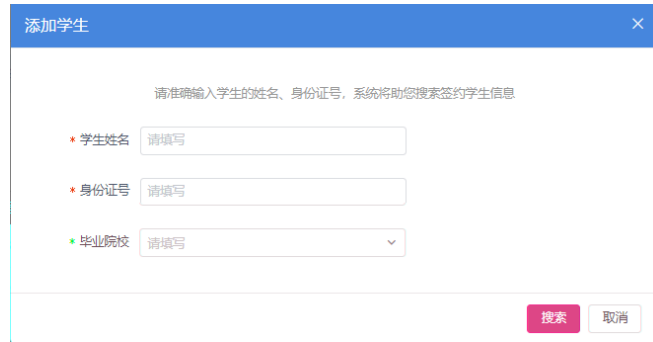 添加学生
请准确输入学生的姓名、身份证号，系统将助您搜索签约学生信息
* 学生姓名 请填写
* 身份证号 请填写
* 毕业院校 请填写
搜索 取消